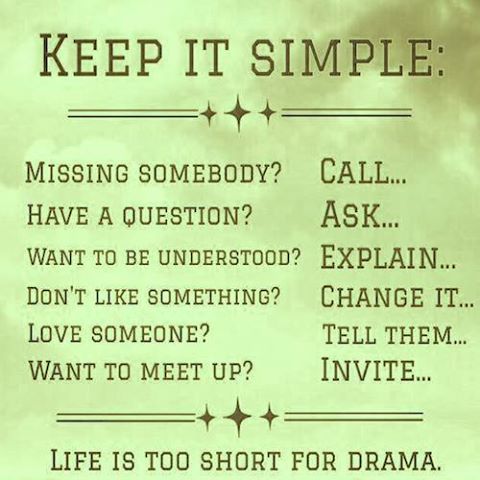 Keep it simple:
Missing somebody? Call...
Have a question? Ask...
Want to be understood? Explain...
Don't like something? Change it...
Love someone? Tell them...
Want to meet up? Invite...
Life is too short for drama.